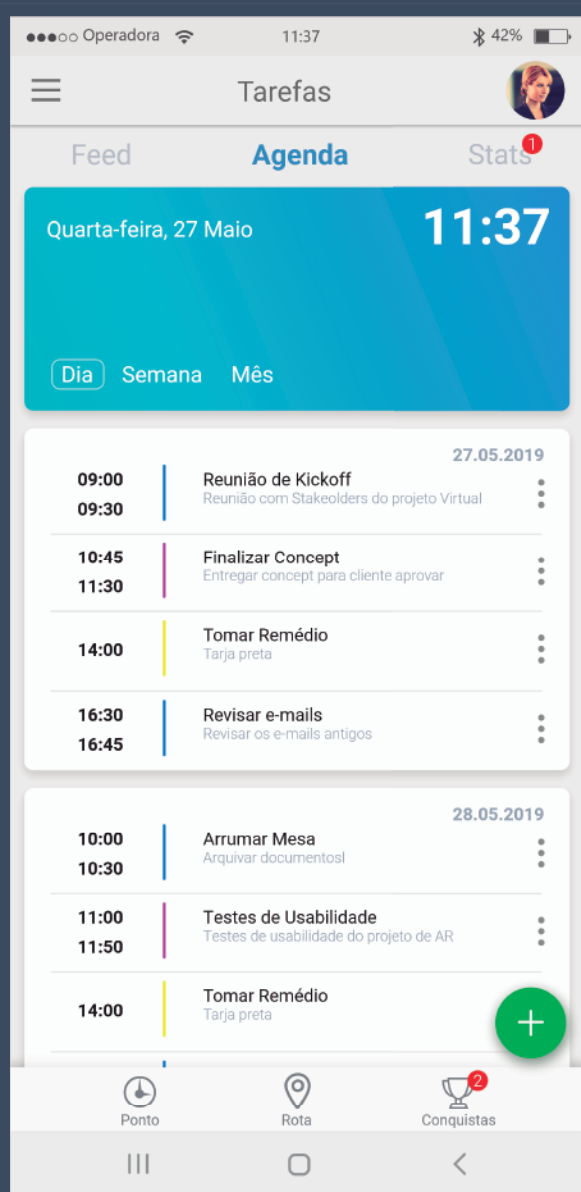 Operadora 11:37 42%
Tarefas
Feed Agenda Stats 1
Quarta-feira, 27 Maio 11:37
Dia Semana Mês
27.05.2019
09:00 Reunião de Kickoff
09:30 Reunião com Stakeolders do projeto Virtual
10:45 Finalizar Concept
11:30 Entregar concept para cliente aprovar
14:00 Tomar Remédio
Tarja preta
16:30 Revisar e-mails
16:45 Revisar os e-mails antigos
28.05.2019
10:00 Arrumar Mesa
10:30 Arquivar documentosl
11:00 Testes de Usabilidade
11:50 Testes de usabilidade do projeto de AR
14:00 Tomar Remédio
Tarja preta
+
2
Ponto Rota Conquistas